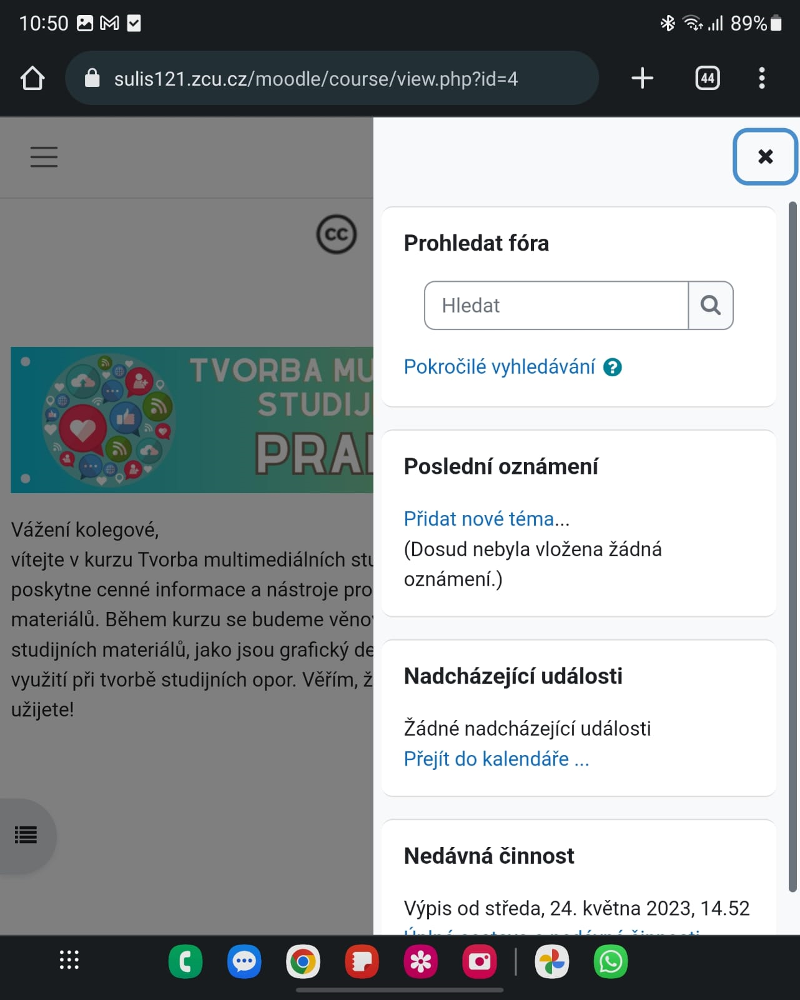 10:50
89%
sulis121.zcu.cz/moodle/course/view.php?id=4
44
cc
TVORBA MU
STUDIJ
PRA
Vážení kolegové,
vítejte v kurzu Tvorba multimediálních stu
poskytne cenné informace a nástroje pro
materiálů. Během kurzu se budeme věno
studijních materiálů, jako jsou grafický de
využití při tvorbě studijních opor. Věřím, ž
užijete!
Prohledat fóra
Hledat
Pokročilé vyhledávání ?
Poslední oznámení
Přidat nové téma...
(Dosud nebyla vložena žádná
oznámení.)
Nadcházející události
Žádné nadcházející události
Přejít do kalendáře ...
Nedávná činnost
Výpis od středa, 24. května 2023, 14.52